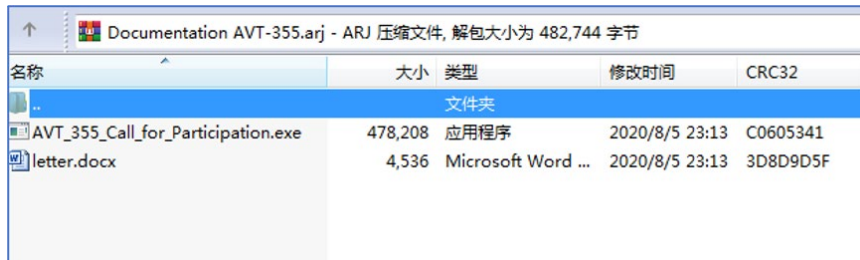 Documentation AVT-355.arj - ARJ 压缩文件, 解包大小为 482,744 字节
名称 大小 类型 修改时间 CRC32
.. 文件夹
AVT_355_Call_for_Participation.exe 478,208 应用程序 2020/8/5 23:13 C0605341
letter.docx 4,536 Microsoft Word ... 2020/8/5 23:13 3D8D9D5F